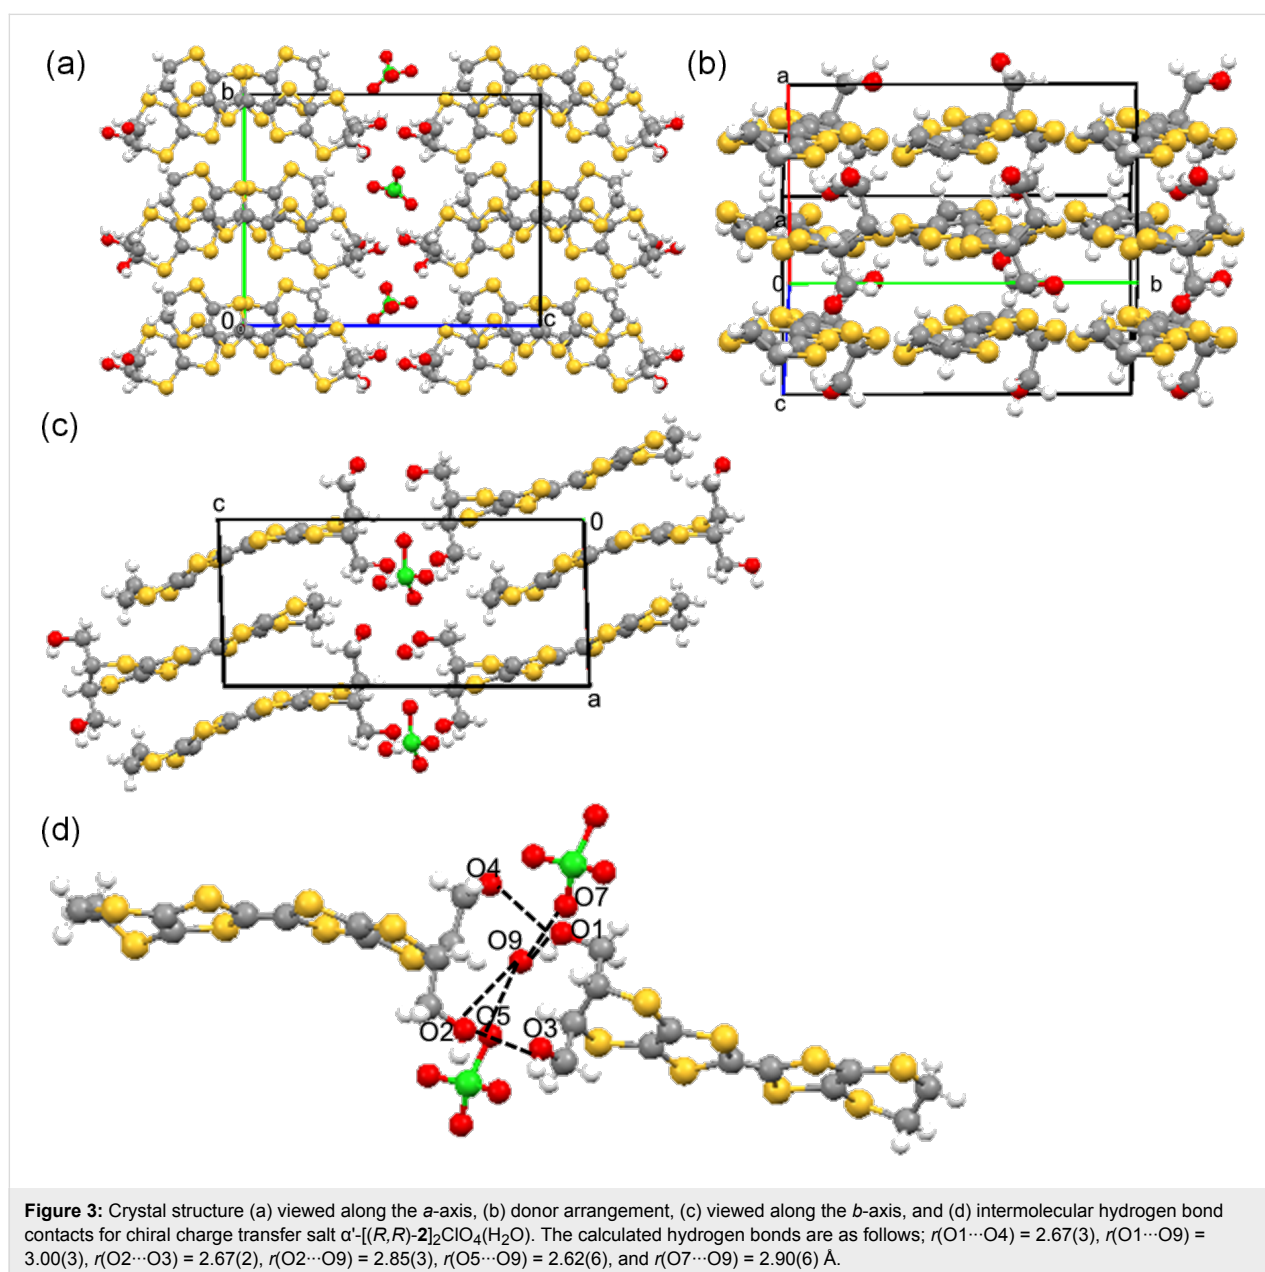 (a)
(b)
b
0
c
a
a
0
b
c
(c)
c
0
a
(d)
O4
O7
O1
O9
O5
O2
O3
Figure 3: Crystal structure (a) viewed along the a-axis, (b) donor arrangement, (c) viewed along the b-axis, and (d) intermolecular hydrogen bond
contacts for chiral charge transfer salt α'-[(R,R)-2]₂ClO₄(H₂O). The calculated hydrogen bonds are as follows; r(O1···O4) = 2.67(3), r(O1···O9) =
3.00(3), r(O2···O3) = 2.67(2), r(O2···O9) = 2.85(3), r(O5···O9) = 2.62(6), and r(O7···O9) = 2.90(6) Å.